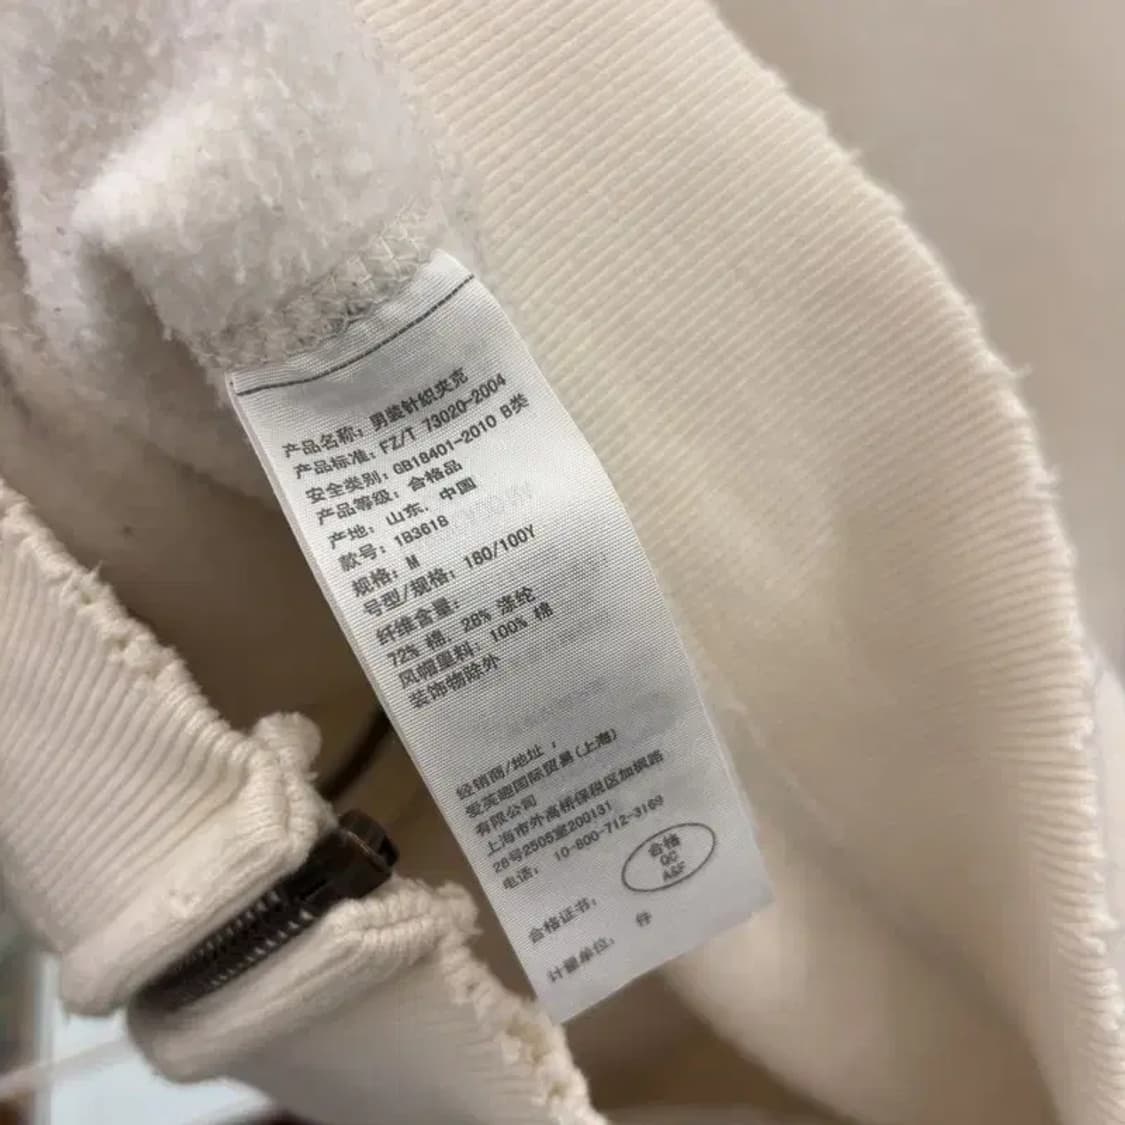 产品名称：男装针织夹克
产品标准：FZ/T 73020-2004
安全类别：GB18401-2010 B类
产品等级：合格品
产地：山东，中国
款号：1B3618
规格：M
号型/规格：180/100Y
纤维含量：
72% 棉，28% 涤纶
风帽里料：100% 棉
装饰物除外
经销商/地址：
爱芙趣国际贸易(上海)
有限公司
上海市外高桥保税区加枫路
28号2505室200131
电话： 10-800-712-3169
合格
QC
A&F
合格证书：
计量单位： 件